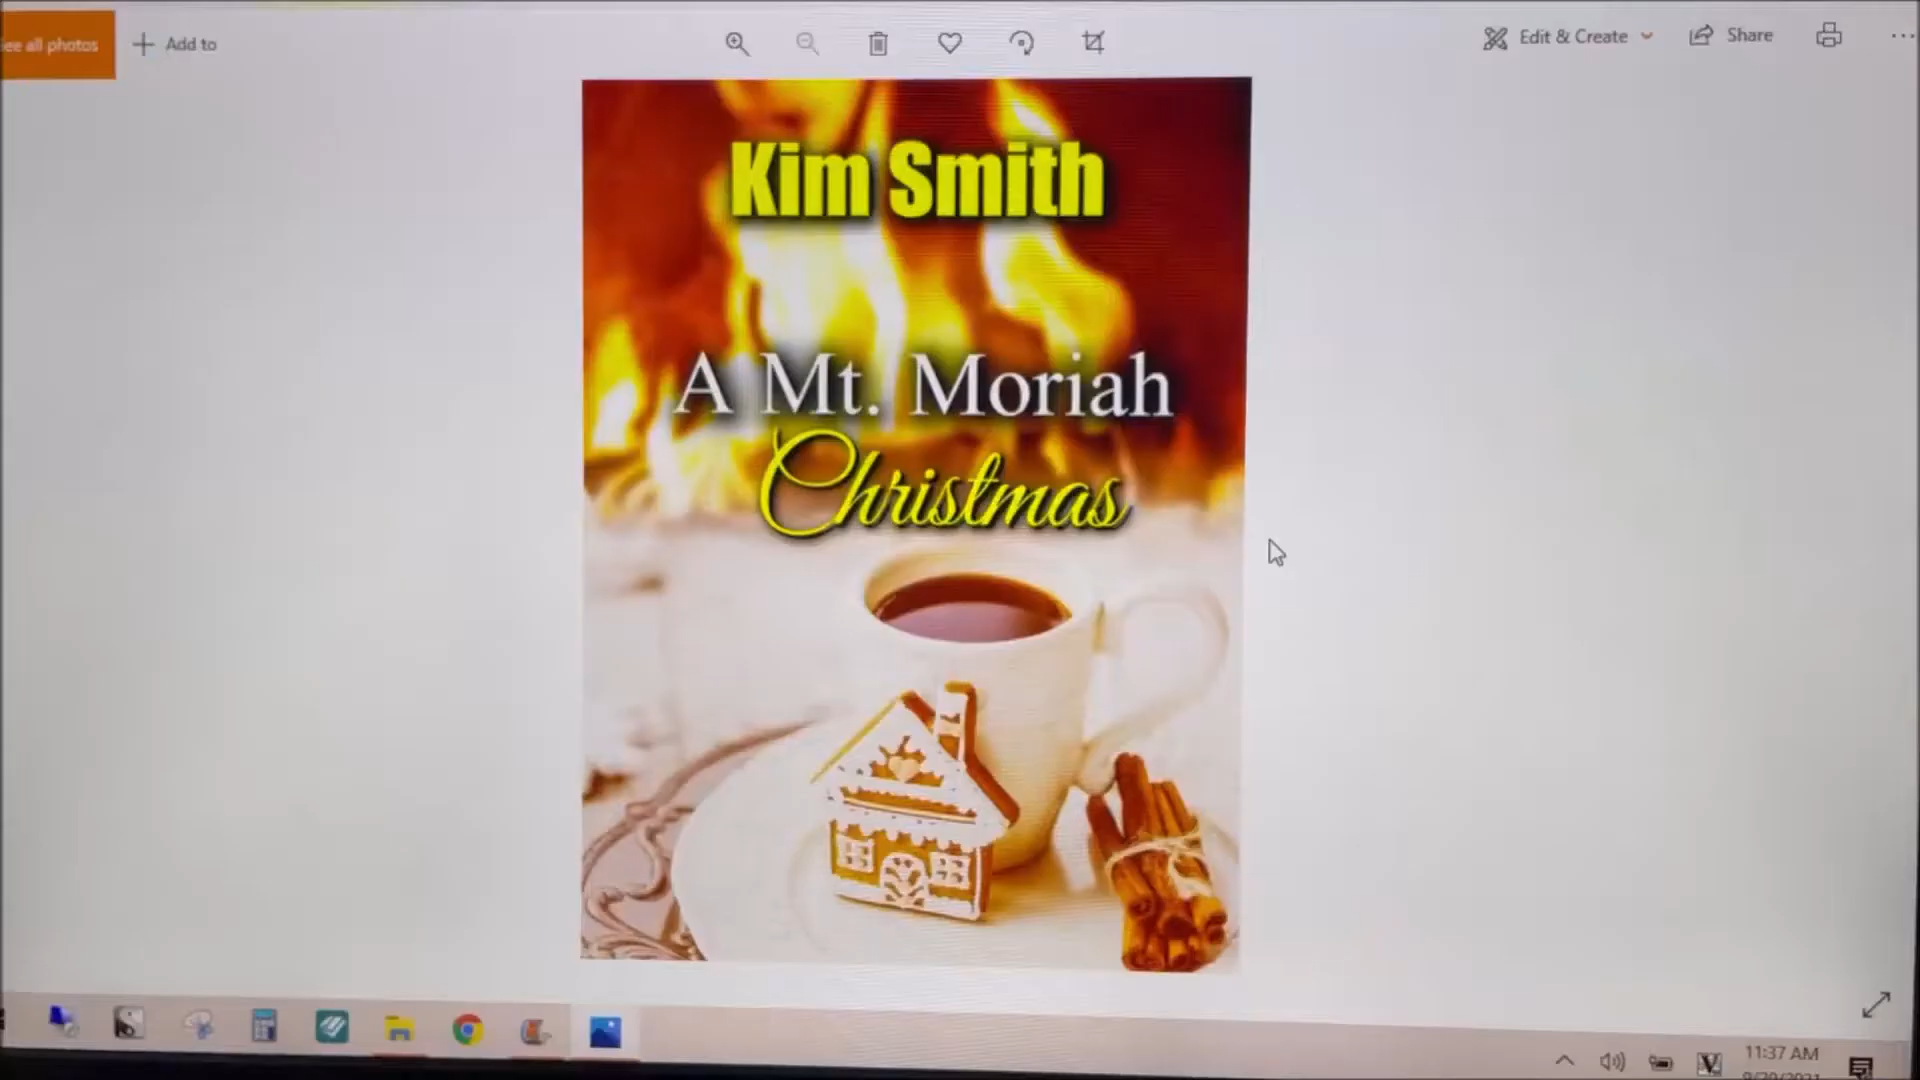 See all photos
Add to
Edit & Create
Share
Kim Smith
A Mt. Moriah
Christmas
11:37 AM